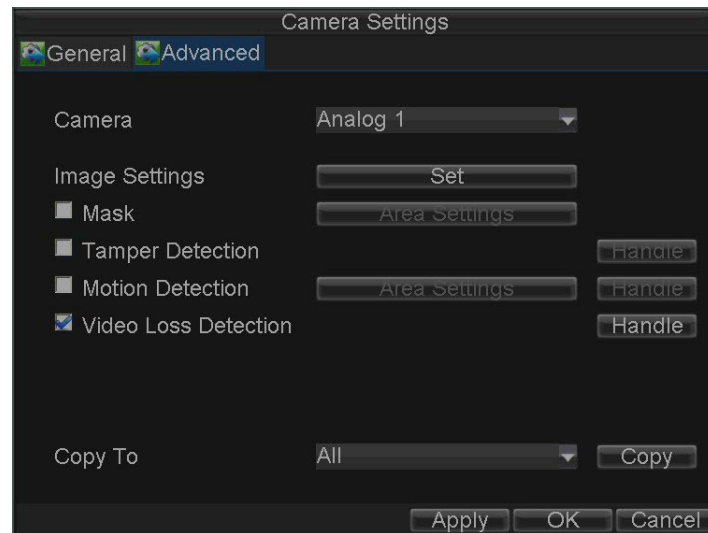 Camera Settings
General Advanced
Camera Analog 1
Image Settings Set
Mask Area Settings
Tamper Detection Handle
Motion Detection Area Settings Handle
Video Loss Detection Handle
Copy To All Copy
Apply OK Cancel